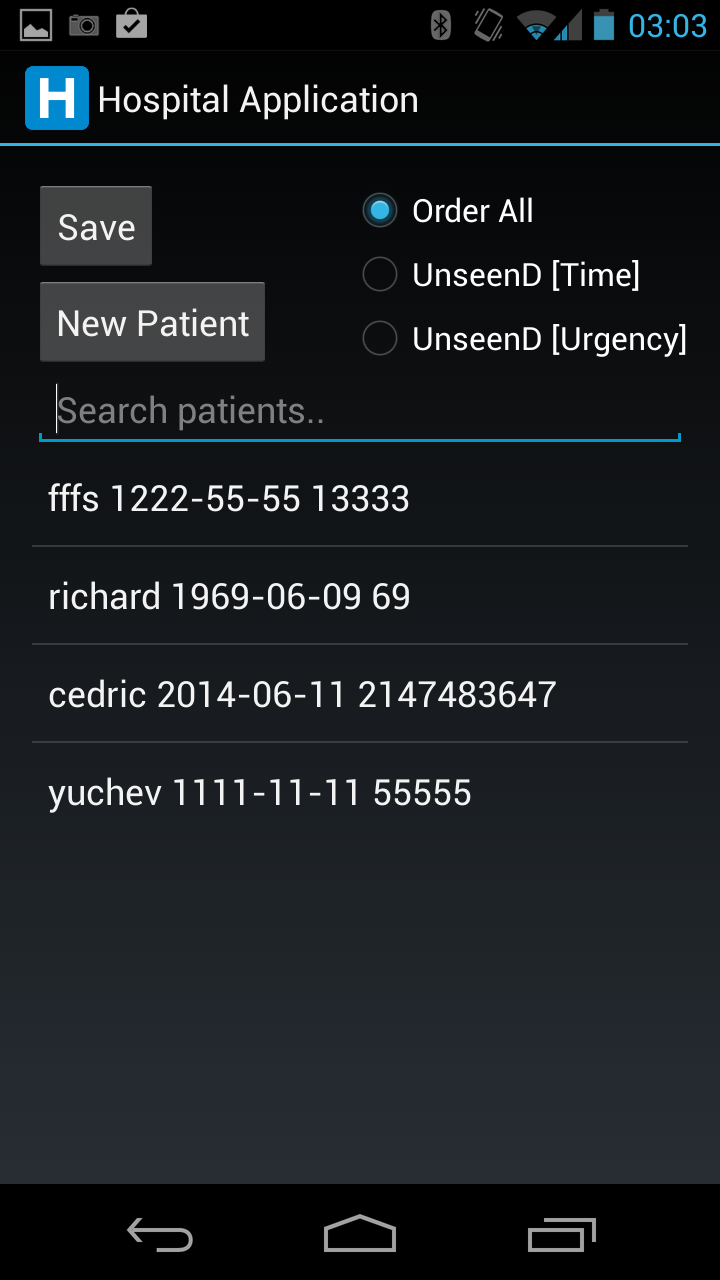 03:03
H Hospital Application
Save
New Patient
Order All
UnseenD [Time]
UnseenD [Urgency]
Search patients..
fffs 1222-55-55 13333
richard 1969-06-09 69
cedric 2014-06-11 2147483647
yuchev 1111-11-11 55555